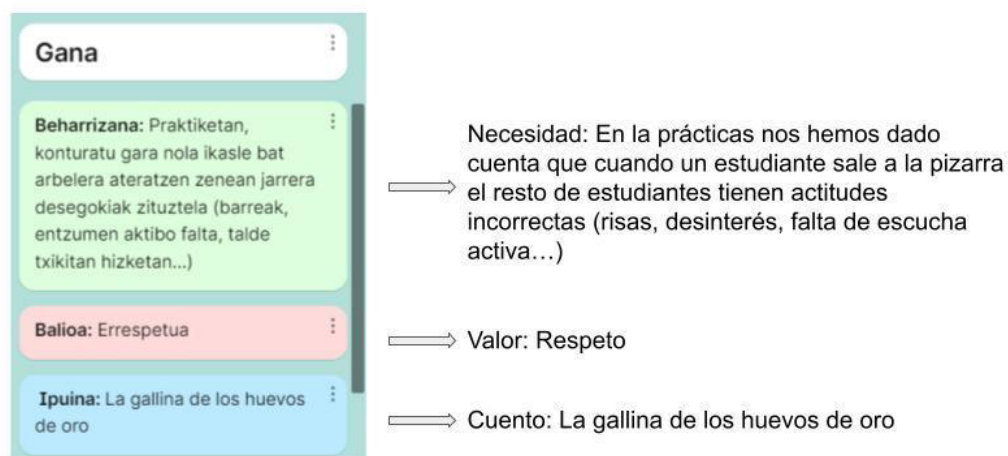 Gana
Beharrizana: Praktiketan,
konturatu gara nola ikasle bat
arbelera ateratzen zenean jarrera
desegokiak zituztela (barreak,
entzumen aktibo falta, talde
txikitan hizketan...)
Necesidad: En la prácticas nos hemos dado
cuenta que cuando un estudiante sale a la pizarra
el resto de estudiantes tienen actitudes
incorrectas (risas, desinterés, falta de escucha
activa…)
Balioa: Errespetua
Valor: Respeto
Ipuina: La gallina de los huevos
de oro
Cuento: La gallina de los huevos de oro